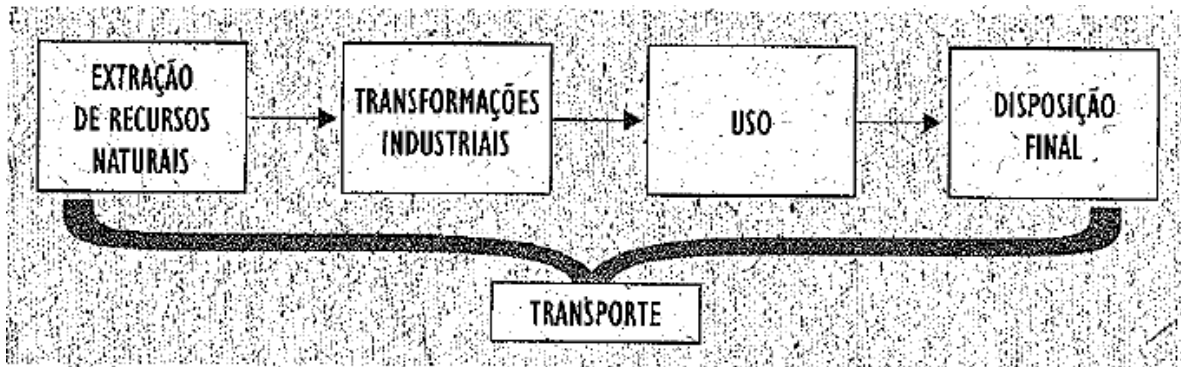 EXTRAÇÃO
DE RECURSOS
NATURAIS
TRANSFORMAÇÕES
INDUSTRIAIS
USO
DISPOSIÇÃO
FINAL
TRANSPORTE